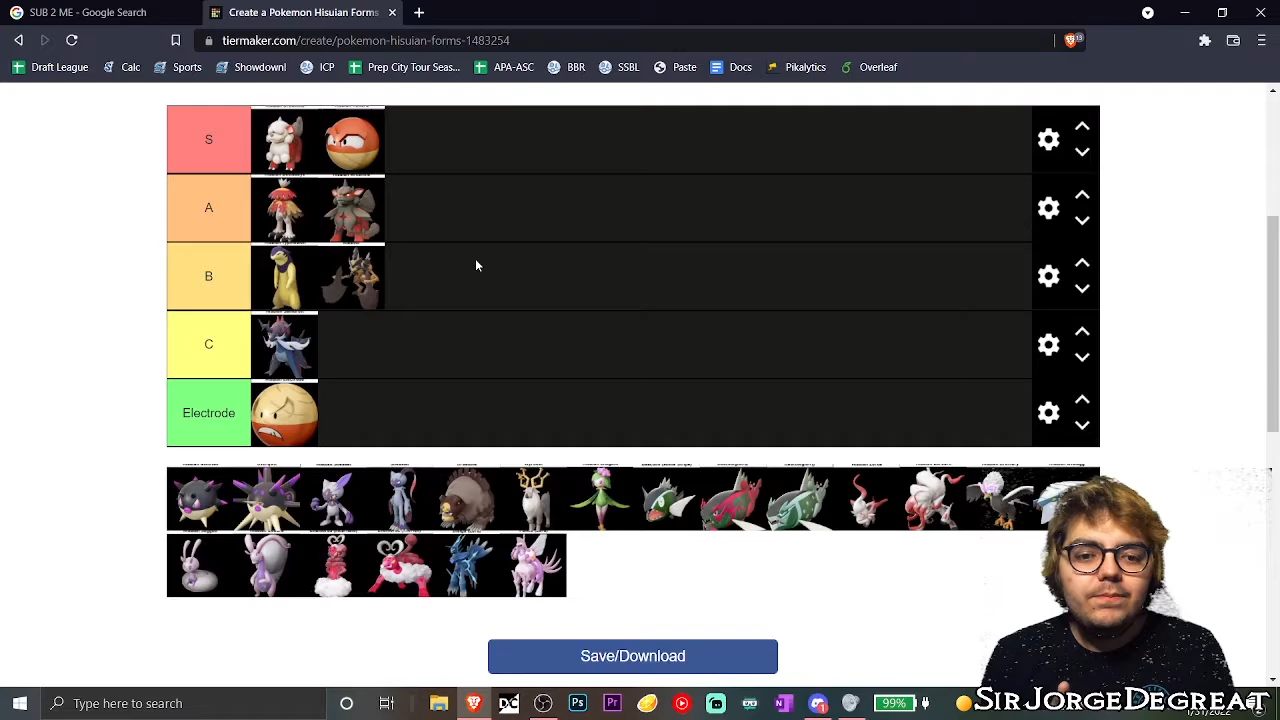 SUB 2 ME - Google Search
Create a Pokemon Hisuian Forms
tiermaker.com/create/pokemon-hisuian-forms-1483254
13
Draft League
Calc
Sports
Showdown!
ICP
Prep City Tour Seas...
APA-ASC
BBR
SSBL
Paste
Docs
Analytics
Overleaf
S
A
B
C
Electrode
Save/Download
Type here to search
99%
SirJorgeDegreat